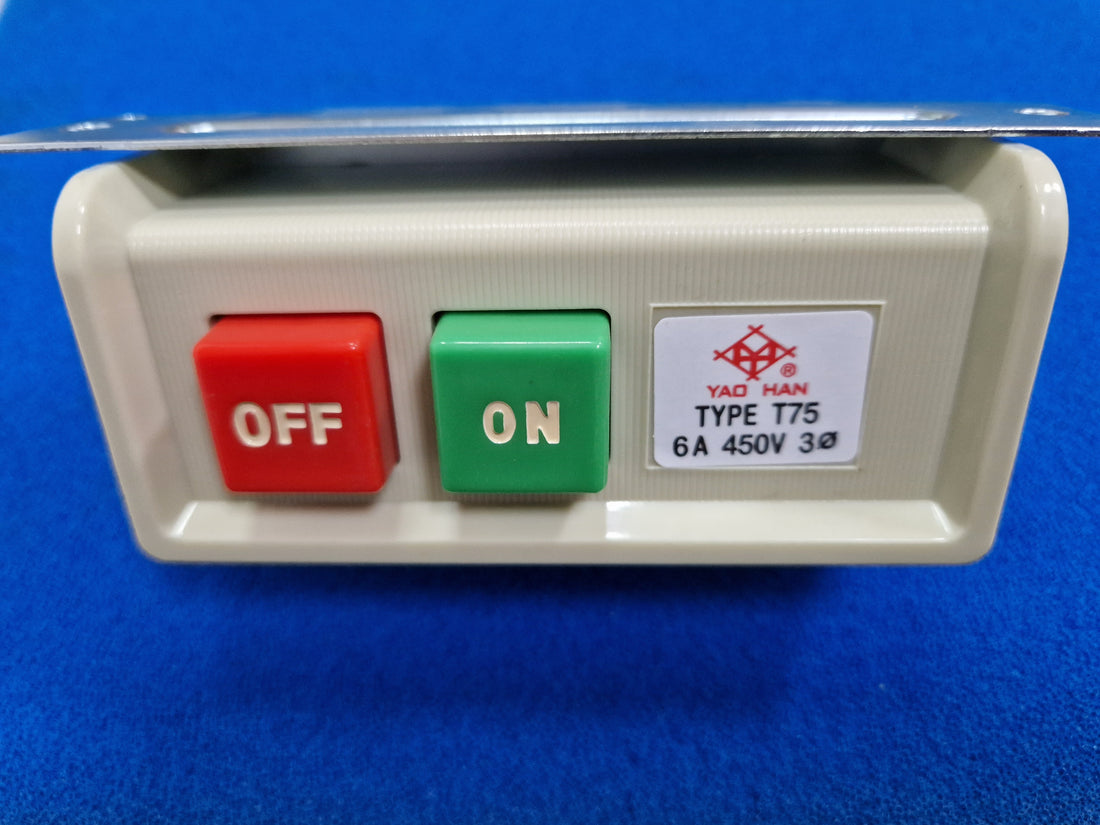 OFF
ON
®
YAO HAN
TYPE T75
6A 450V 3Ø